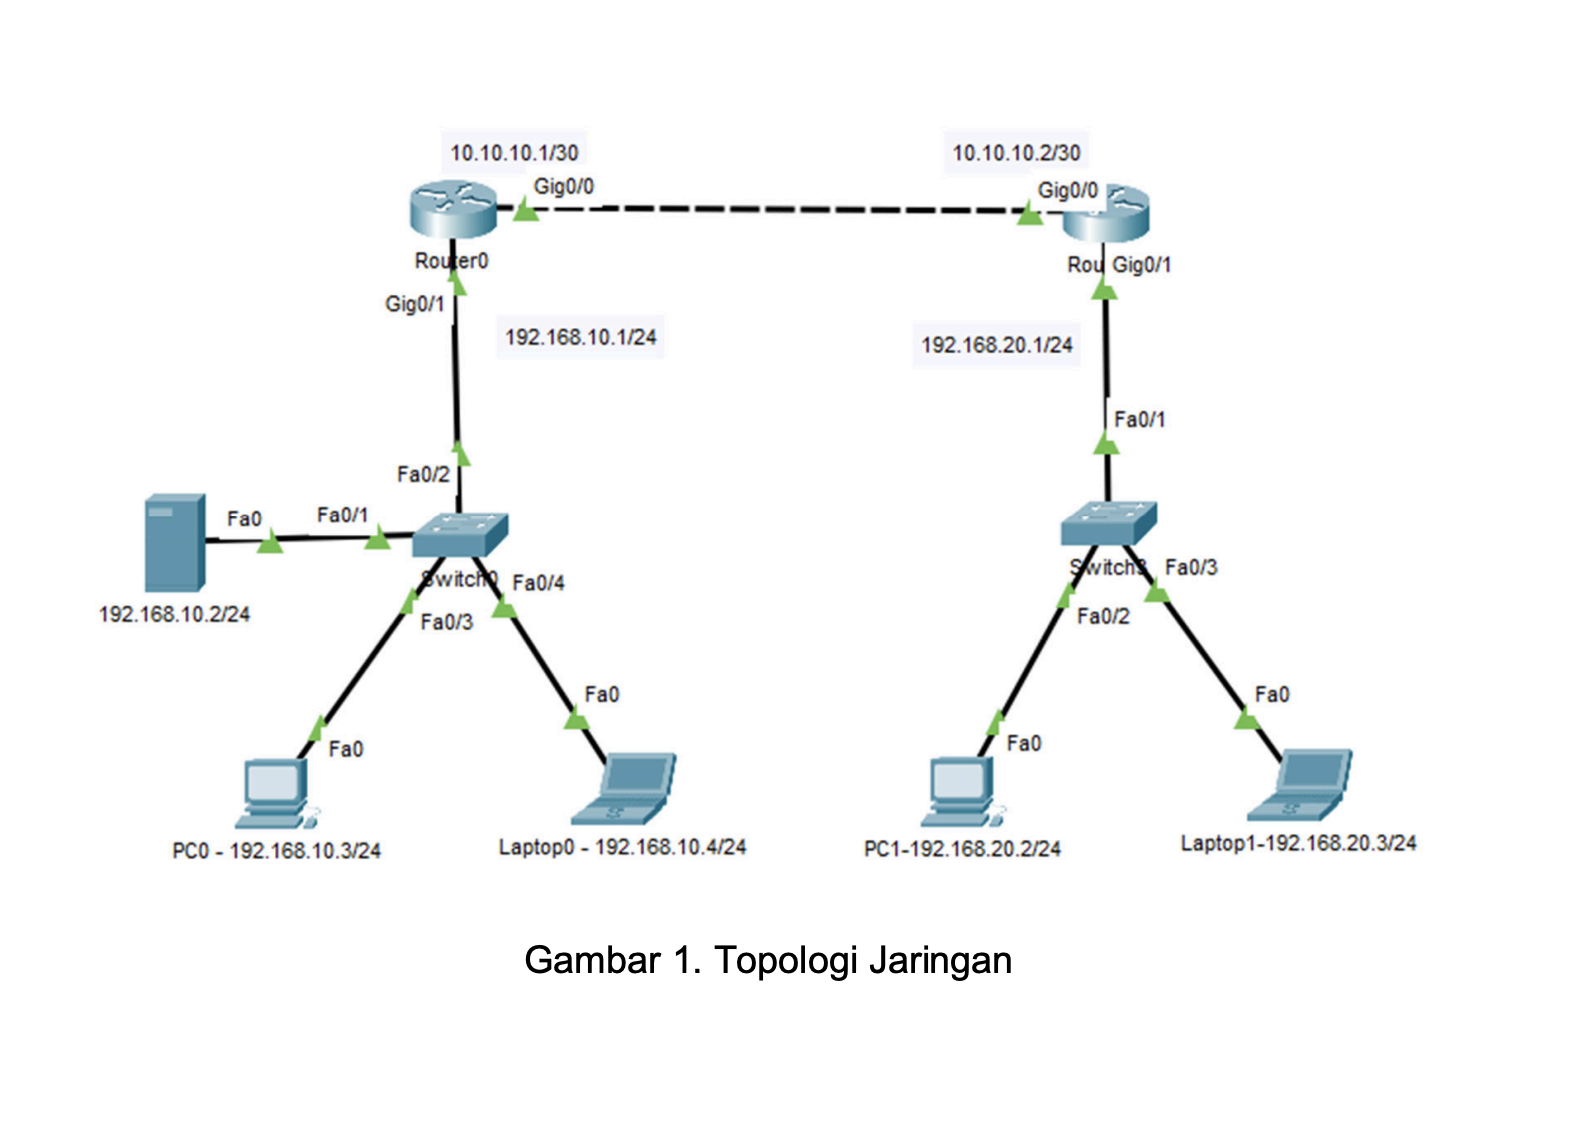 10.10.10.1/30
10.10.10.2/30
Gig0/0
Gig0/0
Router0
Rou
Gig0/1
Gig0/1
192.168.10.1/24
192.168.20.1/24
Fa0/1
Fa0/2
Fa0
Fa0/1
Switch0
Fa0/4
Switch3
Fa0/3
192.168.10.2/24
Fa0/3
Fa0/2
Fa0
Fa0
Fa0
Fa0
PC0 - 192.168.10.3/24
Laptop0 - 192.168.10.4/24
PC1-192.168.20.2/24
Laptop1-192.168.20.3/24
Gambar 1. Topologi Jaringan